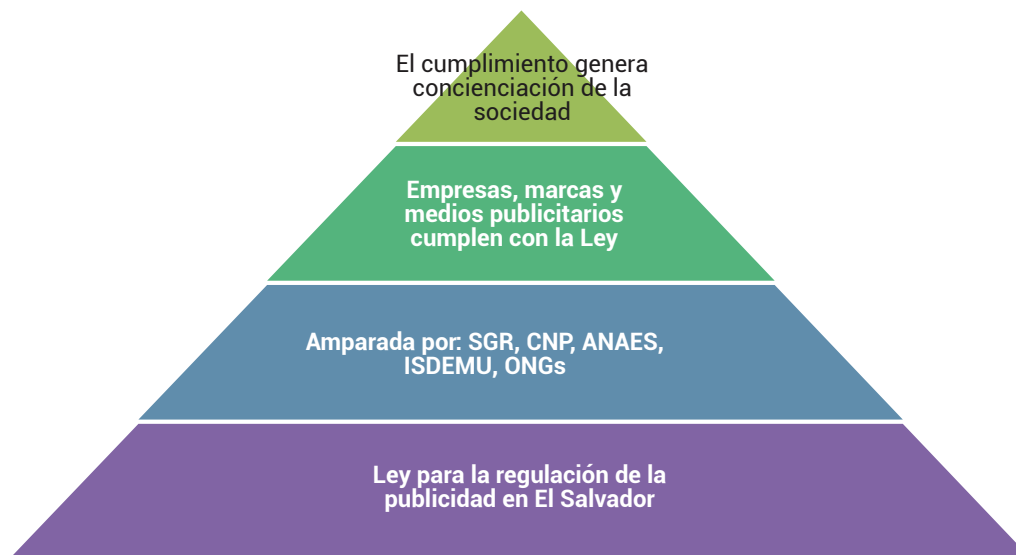 El cumplimiento genera
concienciación de la
sociedad
Empresas, marcas y
medios publicitarios
cumplen con la Ley
Amparada por: SGR, CNP, ANAES,
ISDEMU, ONGs
Ley para la regulación de la
publicidad en El Salvador